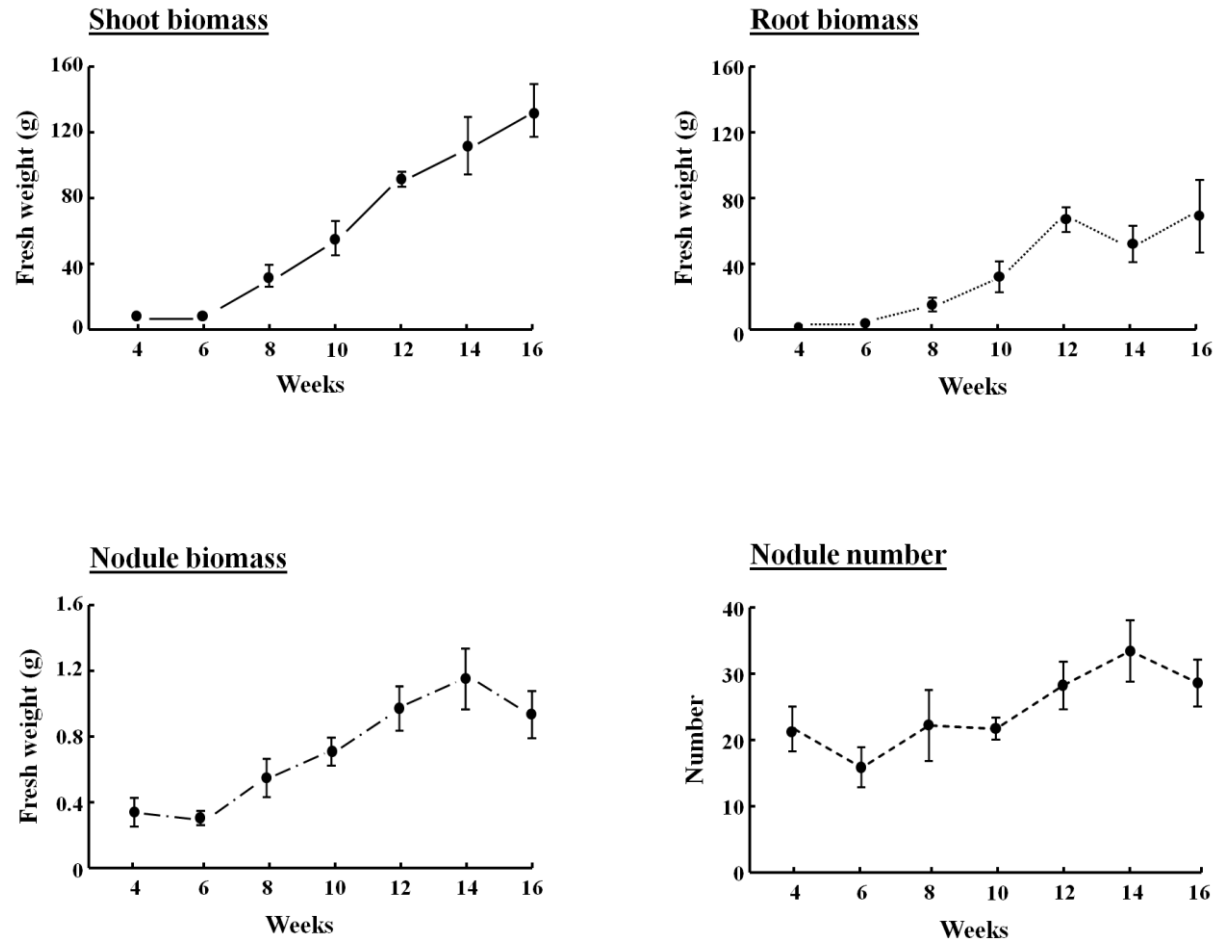 Shoot biomass
160
120
80
40
0
Fresh weight (g)
4 6 8 10 12 14 16
Weeks
Root biomass
160
120
80
40
0
Fresh weight (g)
4 6 8 10 12 14 16
Weeks
Nodule biomass
1.6
1.2
0.8
0.4
0
Fresh weight (g)
4 6 8 10 12 14 16
Weeks
Nodule number
40
30
20
10
0
Number
4 6 8 10 12 14 16
Weeks